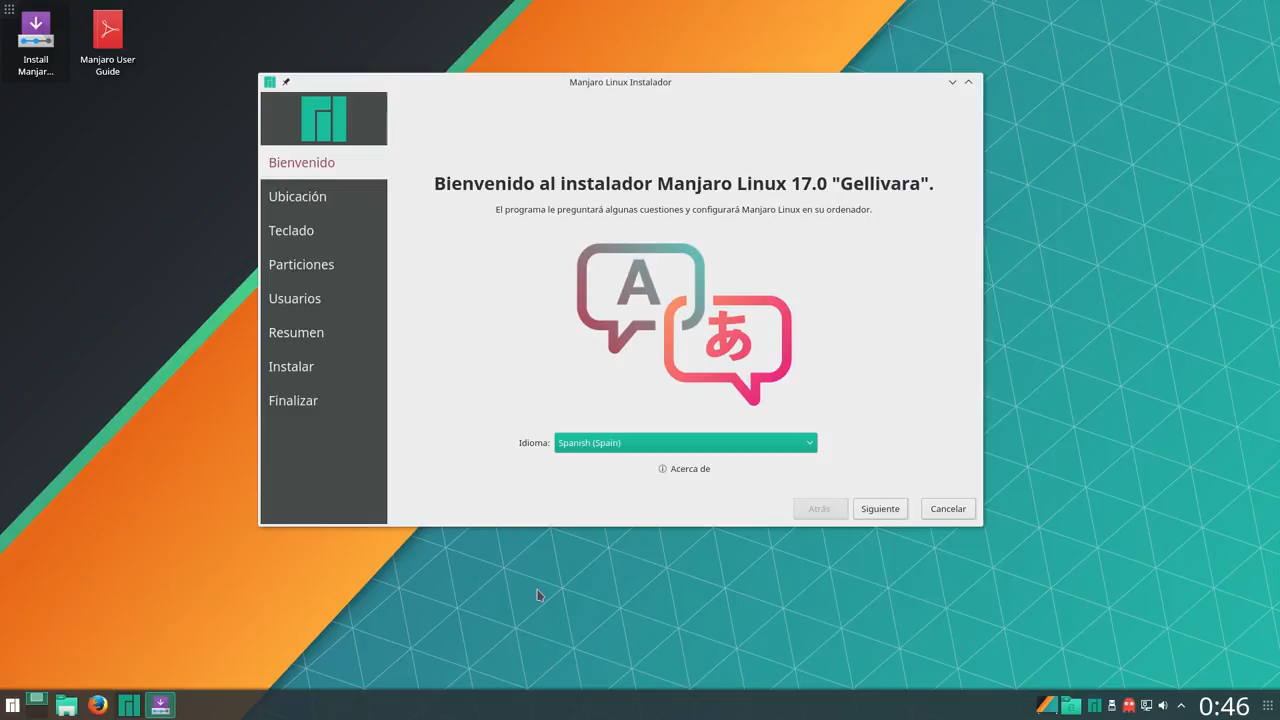 Install
Manjar...
Manjaro User
Guide
Manjaro Linux Instalador
Bienvenido
Ubicación
Teclado
Particiones
Usuarios
Resumen
Instalar
Finalizar
Bienvenido al instalador Manjaro Linux 17.0 "Gellivara".
El programa le preguntará algunas cuestiones y configurará Manjaro Linux en su ordenador.
A
あ
Idioma: Spanish (Spain)
Acerca de
Atrás Siguiente Cancelar
0:46